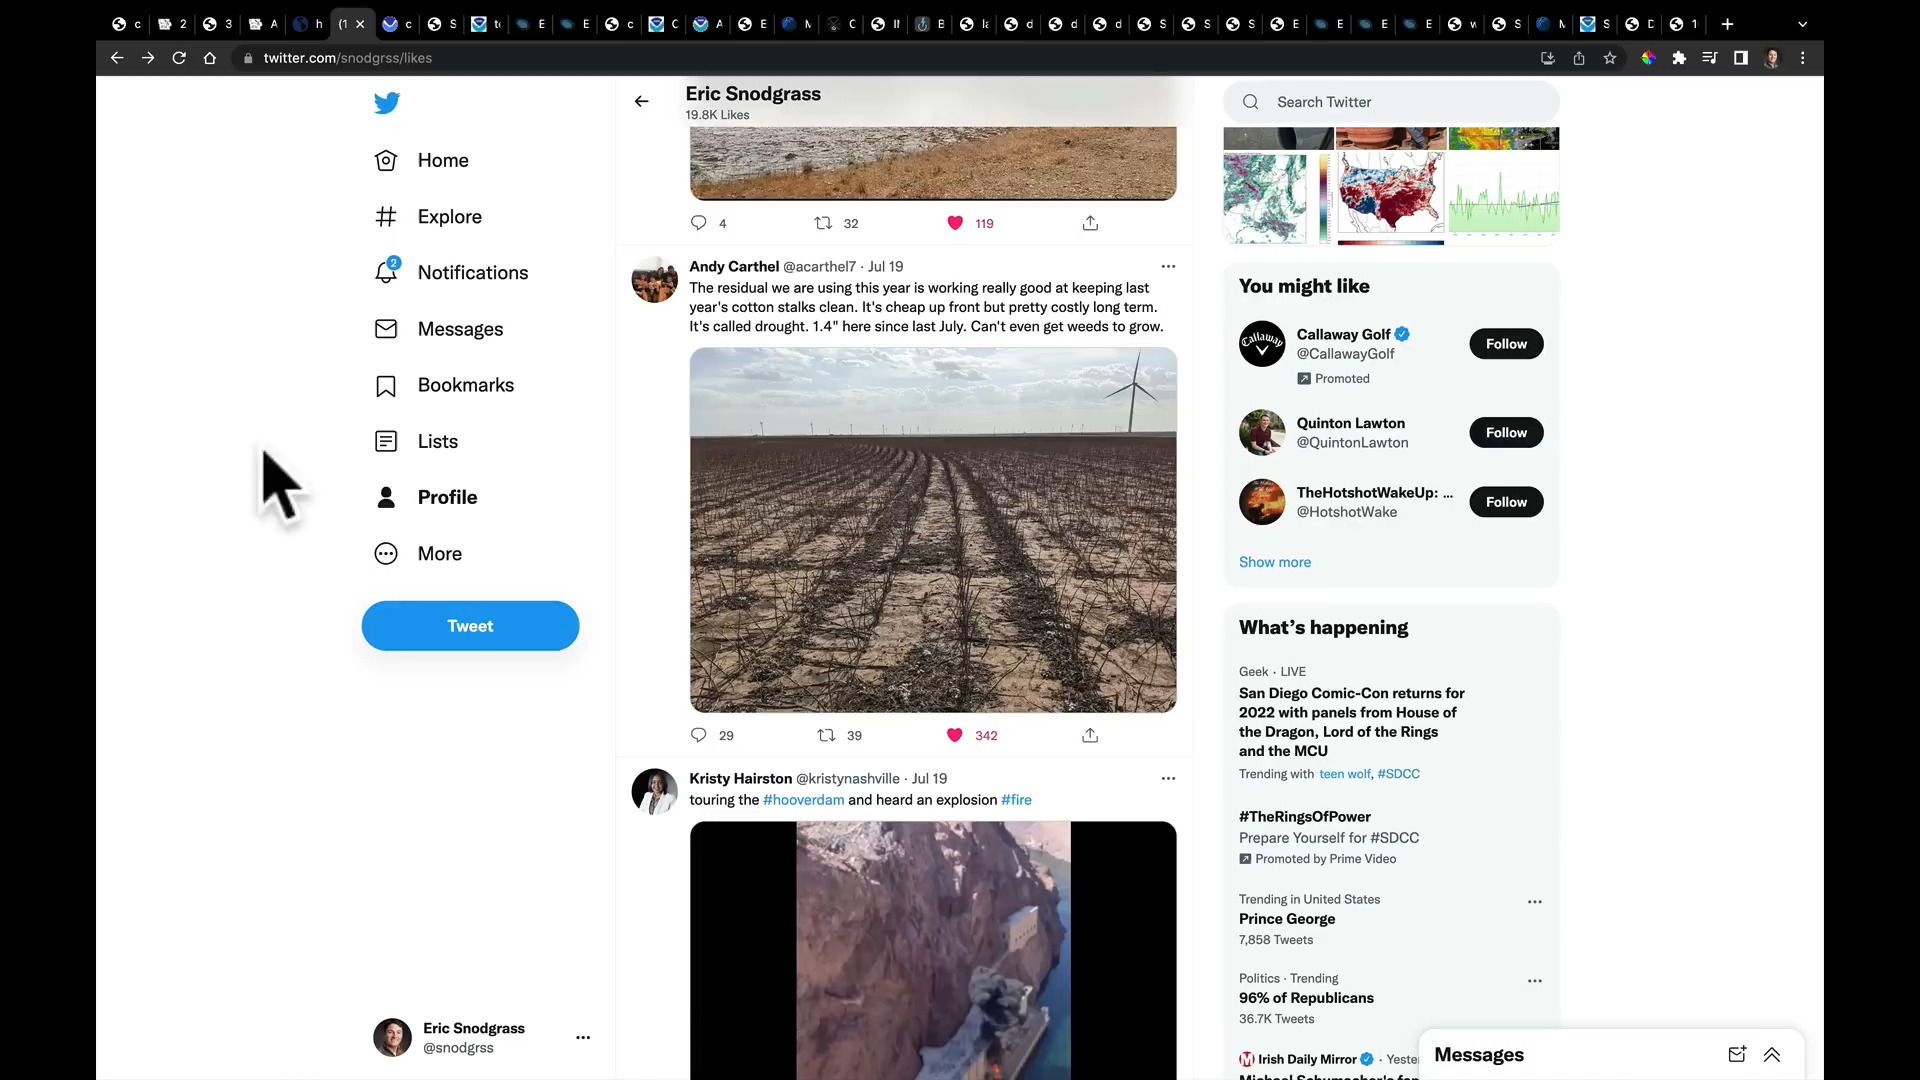 twitter.com/snodgrss/likes
Eric Snodgrass
19.8K Likes
Search Twitter
Home
Explore
2
Notifications
Messages
Bookmarks
Lists
Profile
More
Tweet
Eric Snodgrass
@snodgrss
4
32
119
Andy Carthel @acarthel7 · Jul 19
The residual we are using this year is working really good at keeping last
year's cotton stalks clean. It's cheap up front but pretty costly long term.
It's called drought. 1.4" here since last July. Can't even get weeds to grow.
29
39
342
Kristy Hairston @kristynashville · Jul 19
touring the #hooverdam and heard an explosion #fire
You might like
Callaway
Callaway Golf
@CallawayGolf
Promoted
Follow
Quinton Lawton
@QuintonLawton
Follow
TheHotshotWakeUp: ...
@HotshotWake
Follow
Show more
What's happening
Geek · LIVE
San Diego Comic-Con returns for
2022 with panels from House of
the Dragon, Lord of the Rings
and the MCU
Trending with teen wolf, #SDCC
#TheRingsOfPower
Prepare Yourself for #SDCC
Promoted by Prime Video
Trending in United States
Prince George
7,858 Tweets
Politics · Trending
96% of Republicans
36.7K Tweets
Irish Daily Mirror · Yeste
Messages